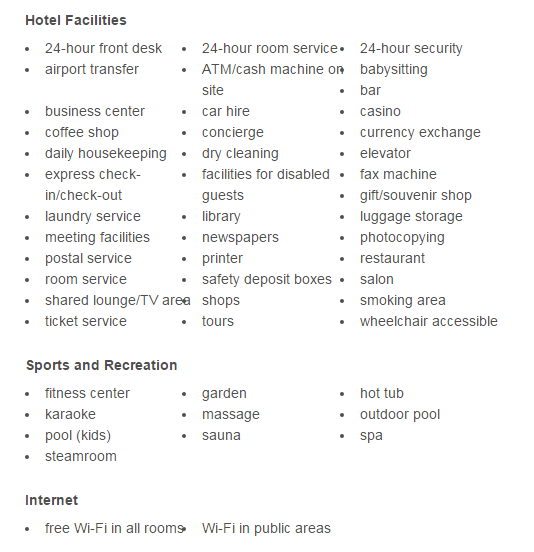 Hotel Facilities
24-hour front desk
24-hour room service
24-hour security
airport transfer
ATM/cash machine on
babysitting
site
bar
business center
car hire
casino
coffee shop
concierge
currency exchange
daily housekeeping
dry cleaning
elevator
express check-
facilities for disabled
fax machine
in/check-out
guests
gift/souvenir shop
laundry service
library
luggage storage
meeting facilities
newspapers
photocopying
postal service
printer
restaurant
room service
safety deposit boxes
salon
shared lounge/TV area
shops
smoking area
ticket service
tours
wheelchair accessible
Sports and Recreation
fitness center
garden
hot tub
karaoke
massage
outdoor pool
pool (kids)
sauna
spa
steamroom
Internet
free Wi-Fi in all rooms
Wi-Fi in public areas